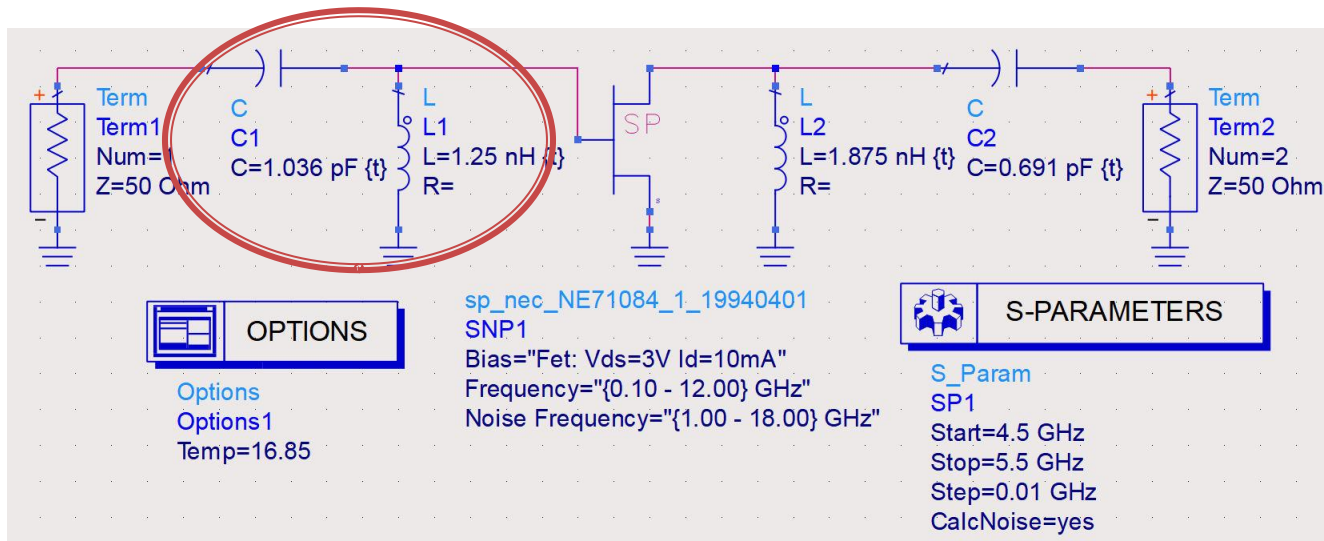 +
Term
Term1
Num=1
Z=50 Ohm
−
C
C1
C=1.036 pF {t}
L
L1
L=1.25 nH {t}
R=
SP
L
L2
L=1.875 nH {t}
R=
C
C2
C=0.691 pF {t}
+
Term
Term2
Num=2
Z=50 Ohm
−
OPTIONS
Options
Options1
Temp=16.85
sp_nec_NE71084_1_19940401
SNP1
Bias="Fet: Vds=3V Id=10mA"
Frequency="{0.10 - 12.00} GHz"
Noise Frequency="{1.00 - 18.00} GHz"
S-PARAMETERS
S_Param
SP1
Start=4.5 GHz
Stop=5.5 GHz
Step=0.01 GHz
CalcNoise=yes